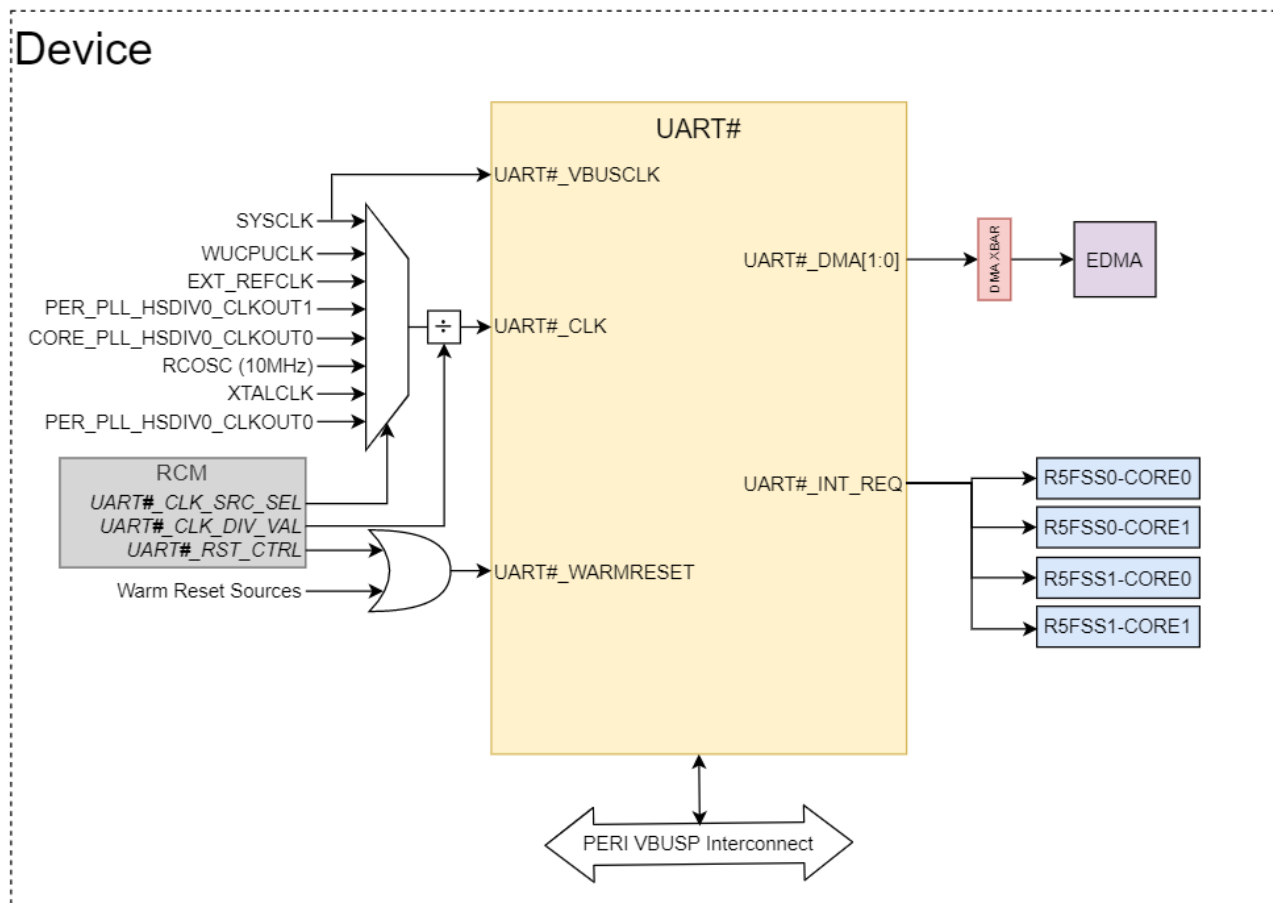 Device
UART#
UART#_VBUSCLK
SYSCLK
WUCPUCLK
EXT_REFCLK
PER_PLL_HSDIV0_CLKOUT1
CORE_PLL_HSDIV0_CLKOUT0
RCOSC (10MHz)
XTALCLK
PER_PLL_HSDIV0_CLKOUT0
÷
UART#_CLK
UART#_DMA[1:0]
DMA XBAR
EDMA
RCM
UART#_CLK_SRC_SEL
UART#_CLK_DIV_VAL
UART#_RST_CTRL
Warm Reset Sources
UART#_WARMRESET
UART#_INT_REQ
R5FSS0-CORE0
R5FSS0-CORE1
R5FSS1-CORE0
R5FSS1-CORE1
PERI VBUSP Interconnect